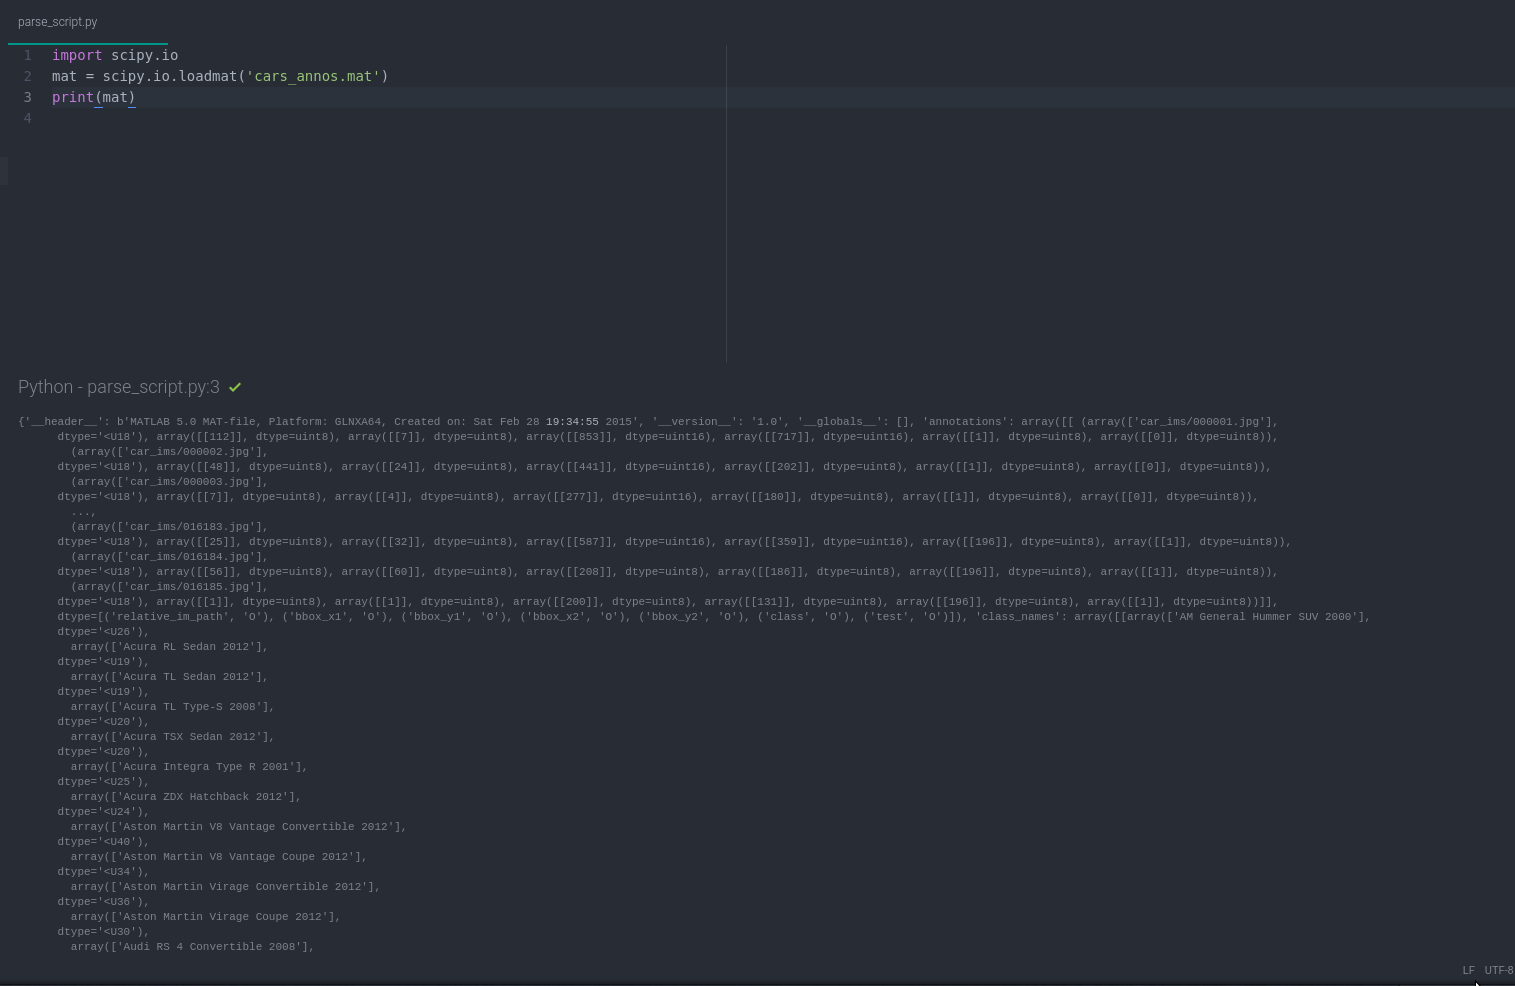 parse_script.py
1 import scipy.io
2 mat = scipy.io.loadmat('cars_annos.mat')
3 print(mat)
4
Python - parse_script.py:3
{'__header__': b'MATLAB 5.0 MAT-file, Platform: GLNXA64, Created on: Sat Feb 28 19:34:55 2015', '__version__': '1.0', '__globals__': [], 'annotations': array([[ (array(['car_ims/000001.jpg'],
dtype='<U18'), array([[112]], dtype=uint8), array([[7]], dtype=uint8), array([[853]], dtype=uint16), array([[717]], dtype=uint16), array([[1]], dtype=uint8), array([[0]], dtype=uint8)),
(array(['car_ims/000002.jpg'],
dtype='<U18'), array([[48]], dtype=uint8), array([[24]], dtype=uint8), array([[441]], dtype=uint16), array([[202]], dtype=uint8), array([[1]], dtype=uint8), array([[0]], dtype=uint8)),
(array(['car_ims/000003.jpg'],
dtype='<U18'), array([[7]], dtype=uint8), array([[4]], dtype=uint8), array([[277]], dtype=uint16), array([[180]], dtype=uint8), array([[1]], dtype=uint8), array([[0]], dtype=uint8)),
...,
(array(['car_ims/016183.jpg'],
dtype='<U18'), array([[25]], dtype=uint8), array([[32]], dtype=uint8), array([[587]], dtype=uint16), array([[359]], dtype=uint16), array([[196]], dtype=uint8), array([[1]], dtype=uint8)),
(array(['car_ims/016184.jpg'],
dtype='<U18'), array([[56]], dtype=uint8), array([[60]], dtype=uint8), array([[208]], dtype=uint8), array([[186]], dtype=uint8), array([[196]], dtype=uint8), array([[1]], dtype=uint8)),
(array(['car_ims/016185.jpg'],
dtype='<U18'), array([[1]], dtype=uint8), array([[1]], dtype=uint8), array([[200]], dtype=uint8), array([[131]], dtype=uint8), array([[196]], dtype=uint8), array([[1]], dtype=uint8))]],
dtype=[('relative_im_path', 'O'), ('bbox_x1', 'O'), ('bbox_y1', 'O'), ('bbox_x2', 'O'), ('bbox_y2', 'O'), ('class', 'O'), ('test', 'O')]), 'class_names': array([[array(['AM General Hummer SUV 2000'],
dtype='<U26'),
array(['Acura RL Sedan 2012'],
dtype='<U19'),
array(['Acura TL Sedan 2012'],
dtype='<U19'),
array(['Acura TL Type-S 2008'],
dtype='<U20'),
array(['Acura TSX Sedan 2012'],
dtype='<U20'),
array(['Acura Integra Type R 2001'],
dtype='<U25'),
array(['Acura ZDX Hatchback 2012'],
dtype='<U24'),
array(['Aston Martin V8 Vantage Convertible 2012'],
dtype='<U40'),
array(['Aston Martin V8 Vantage Coupe 2012'],
dtype='<U34'),
array(['Aston Martin Virage Convertible 2012'],
dtype='<U36'),
array(['Aston Martin Virage Coupe 2012'],
dtype='<U30'),
array(['Audi RS 4 Convertible 2008'],
LF UTF-8